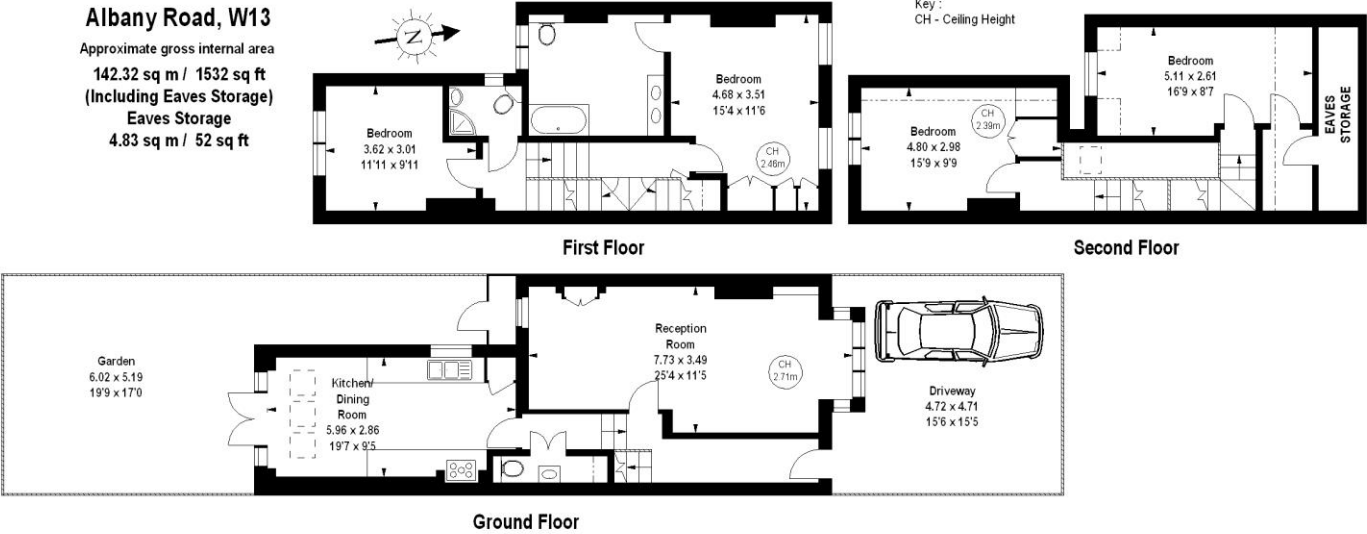 Albany Road, W13
Approximate gross internal area
142.32 sq m / 1532 sq ft
(Including Eaves Storage)
Eaves Storage
4.83 sq m / 52 sq ft
N
Key :
CH - Ceiling Height
Bedroom
3.62 x 3.01
11'11 x 9'11
Bedroom
4.68 x 3.51
15'4 x 11'6
CH
2.46m
First Floor
Bedroom
4.80 x 2.98
15'9 x 9'9
CH
2.39m
Bedroom
5.11 x 2.61
16'9 x 8'7
EAVES
STORAGE
Second Floor
Garden
6.02 x 5.19
19'9 x 17'0
Kitchen/
Dining
Room
5.96 x 2.86
19'7 x 9'5
Reception
Room
7.73 x 3.49
25'4 x 11'5
CH
2.71m
Driveway
4.72 x 4.71
15'6 x 15'5
Ground Floor